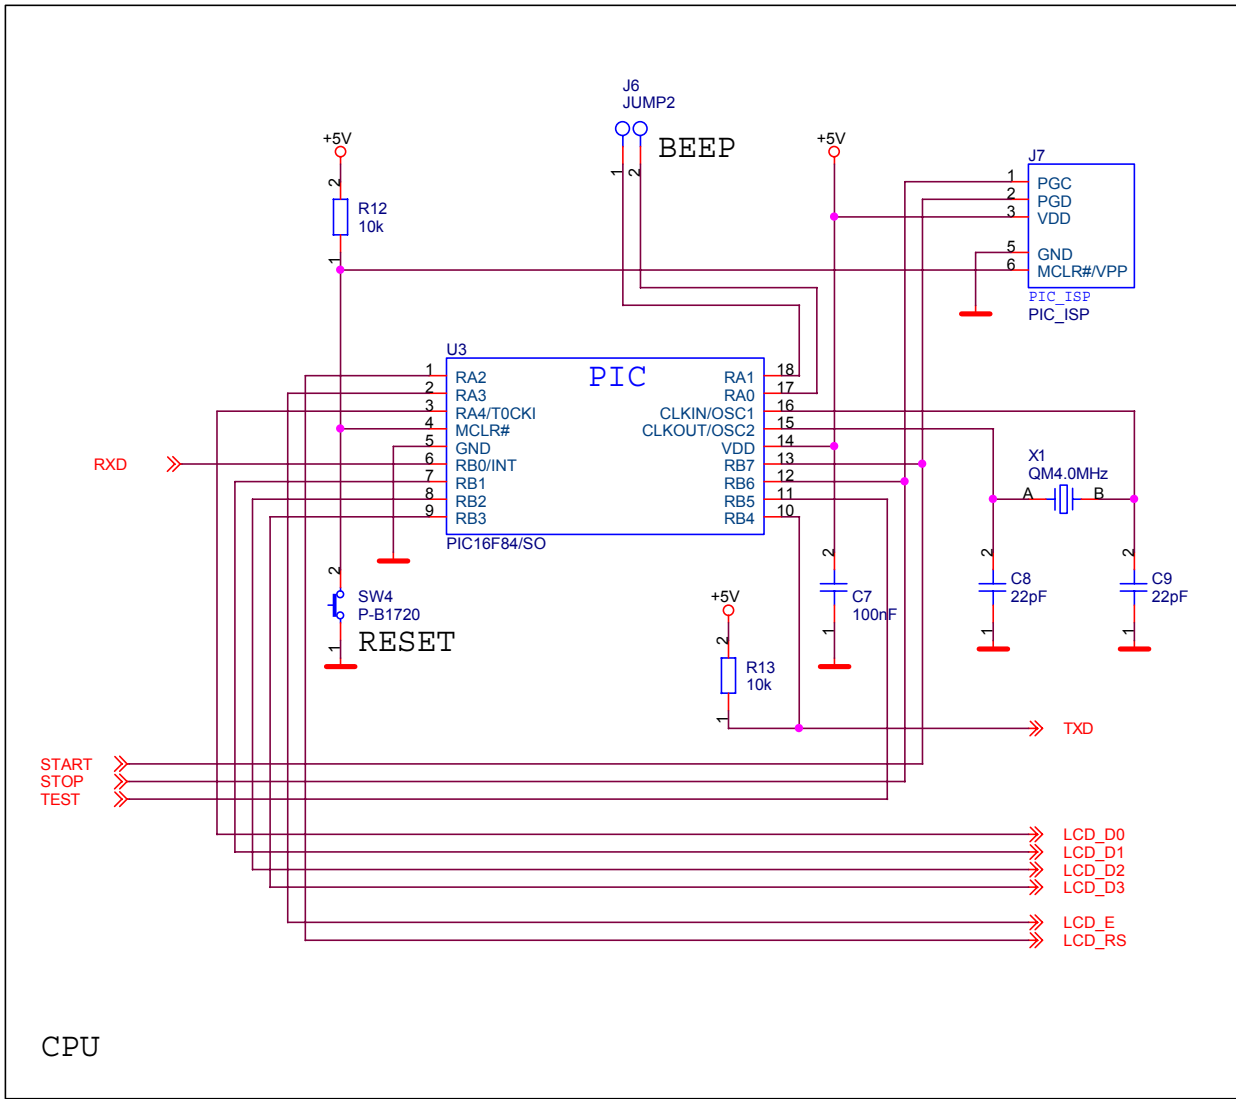 J6
JUMP2
BEEP
1
2
+5V
2
R12
10k
1
+5V
J7
1 PGC
2 PGD
3 VDD
5 GND
6 MCLR#/VPP
PIC_ISP
PIC_ISP
U3
PIC
1 RA2
2 RA3
3 RA4/T0CKI
4 MCLR#
5 GND
6 RB0/INT
7 RB1
8 RB2
9 RB3
RA1 18
RA0 17
CLKIN/OSC1 16
CLKOUT/OSC2 15
VDD 14
RB7 13
RB6 12
RB5 11
RB4 10
PIC16F84/SO
RXD
X1
QM4.0MHz
A B
2
SW4
P-B1720
RESET
1
2
C7
100nF
1
2
C8
22pF
1
2
C9
22pF
1
+5V
2
R13
10k
1
TXD
START
STOP
TEST
LCD_D0
LCD_D1
LCD_D2
LCD_D3
LCD_E
LCD_RS
CPU